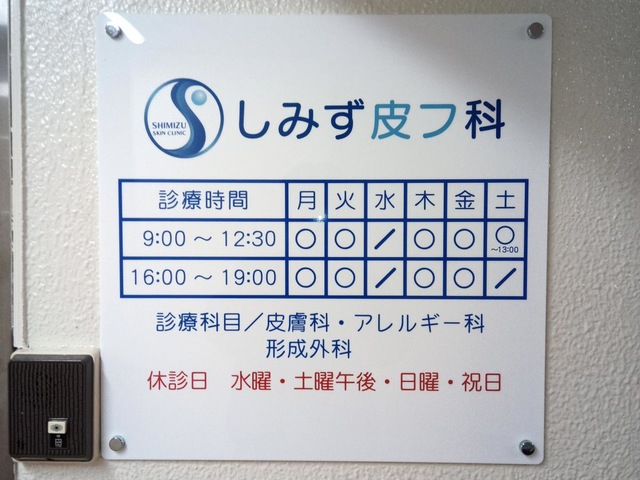 SHIMIZU
SKIN CLINIC
しみず皮フ科
診療時間 月 火 水 木 金 土
9:00 ～ 12:30 ○ ○ / ○ ○ ○ ～13:00
16:00 ～ 19:00 ○ ○ / ○ ○ /
診療科目／皮膚科・アレルギー科
形成外科
休診日 水曜・土曜午後・日曜・祝日